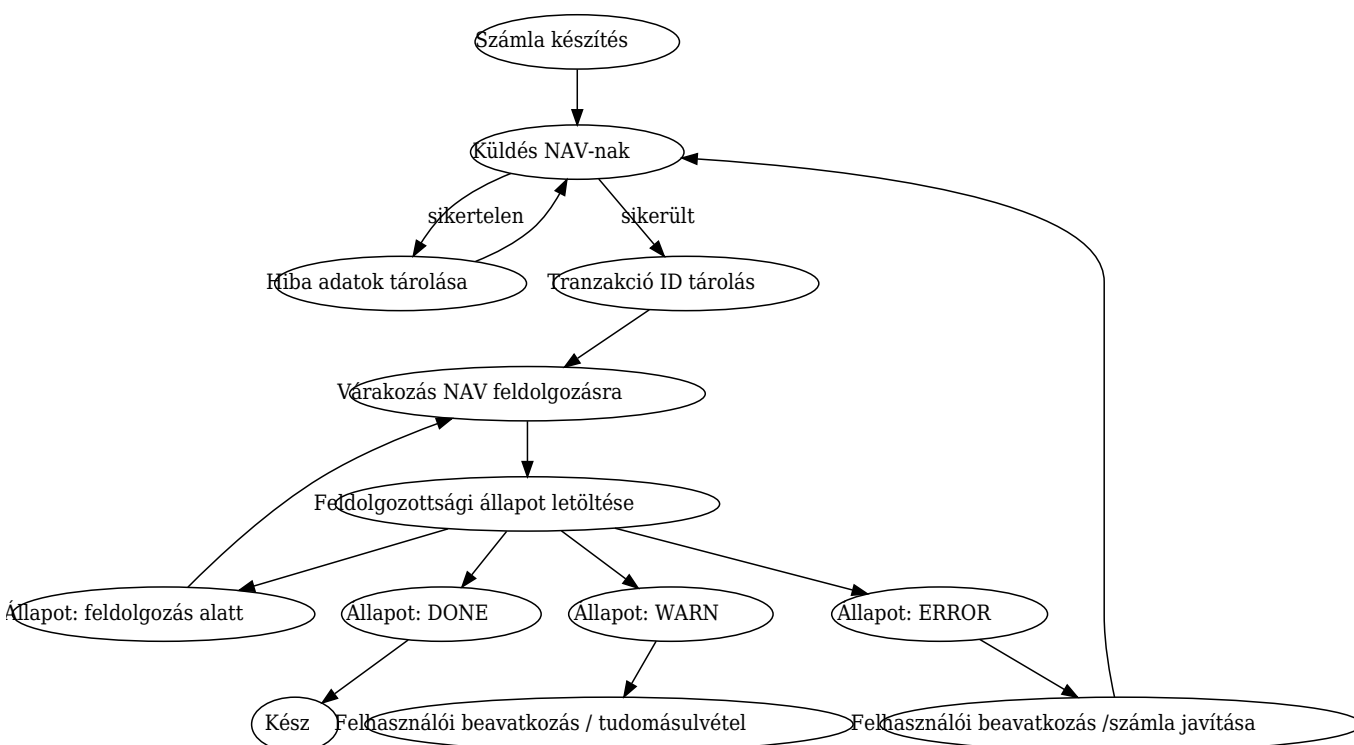 Számla készítés
Küldés NAV-nak
sikertelen
sikerült
Hiba adatok tárolása
Tranzakció ID tárolás
Várakozás NAV feldolgozásra
Feldolgozottsági állapot letöltése
Állapot: feldolgozás alatt
Állapot: DONE
Állapot: WARN
Állapot: ERROR
Kész
Felhasználói beavatkozás / tudomásulvétel
Felhasználói beavatkozás /számla javítása